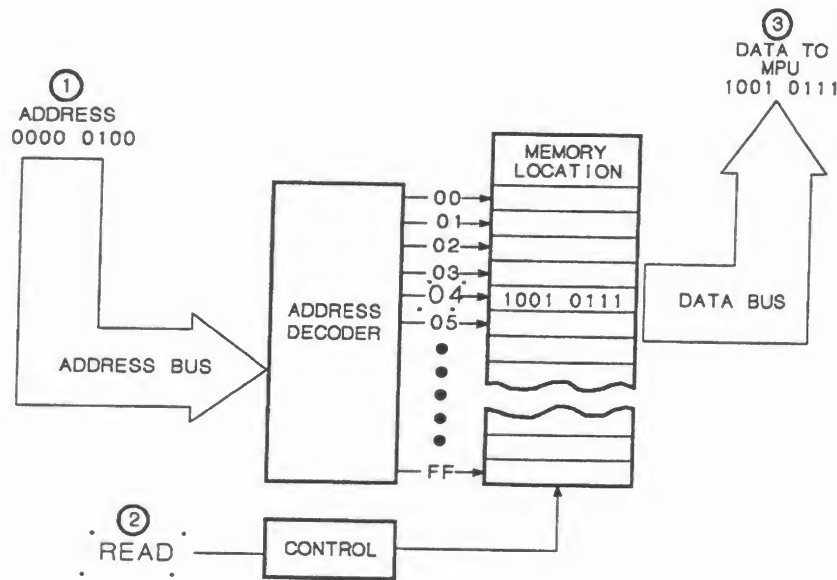 1
ADDRESS
0000 0100
ADDRESS BUS
ADDRESS
DECODER
00
01
02
03
04
05
FF
MEMORY
LOCATION
1001 0111
3
DATA TO
MPU
1001 0111
DATA BUS
2
READ
CONTROL